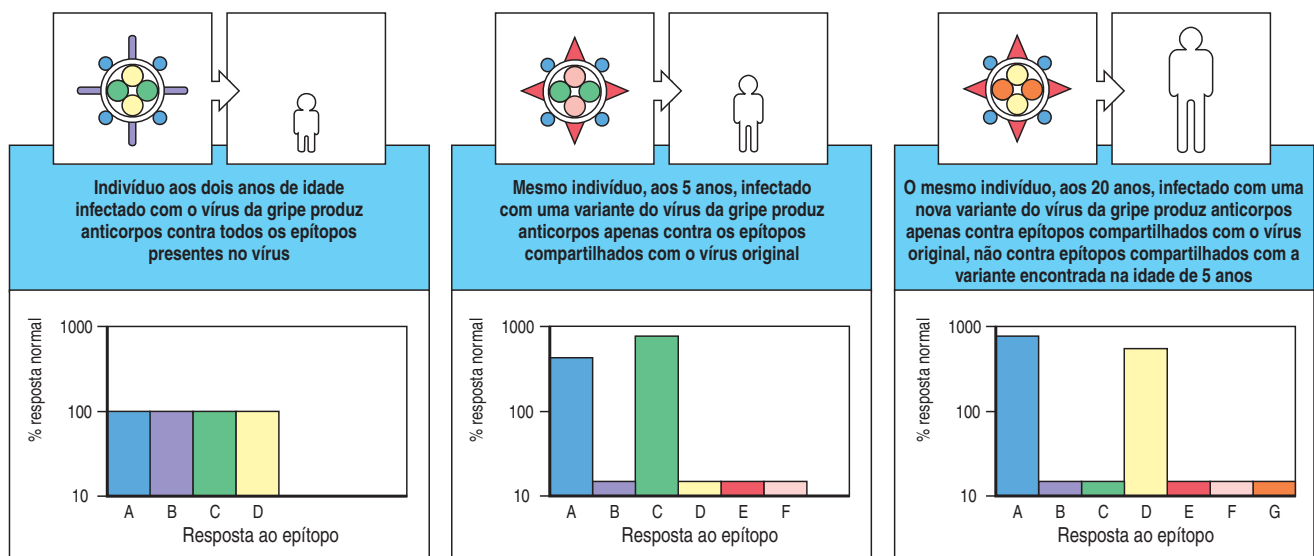 Indivíduo aos dois anos de idade
infectado com o vírus da gripe produz
anticorpos contra todos os epítopos
presentes no vírus
% resposta normal
1000
100
10
A B C D
Resposta ao epítopo
Mesmo indivíduo, aos 5 anos, infectado
com uma variante do vírus da gripe produz
anticorpos apenas contra os epítopos
compartilhados com o vírus original
% resposta normal
1000
100
10
A B C D E F
Resposta ao epítopo
O mesmo indivíduo, aos 20 anos, infectado com uma
nova variante do vírus da gripe produz anticorpos
apenas contra epítopos compartilhados com o vírus
original, não contra epítopos compartilhados com a
variante encontrada na idade de 5 anos
% resposta normal
1000
100
10
A B C D E F G
Resposta ao epítopo